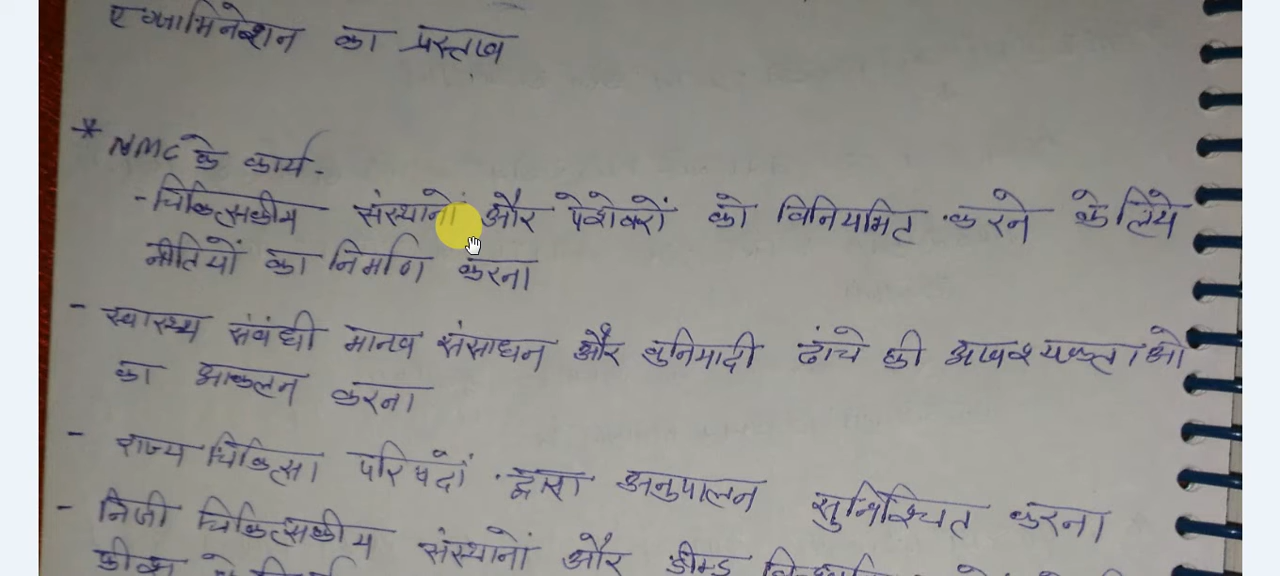 एग्जामिनेशन का प्रस्ताव
* NMC के कार्य-
- चिकित्सकीय संस्थानों और पेशेवरों को विनियमित करने के लिये
नीतियों का निर्माण करना
- स्वास्थ्य संबंधी मानव संसाधन और बुनियादी ढांचे की आवश्यकताओ
का आकलन करना
- राज्य चिकित्सा परिषदों द्वारा अनुपालन सुनिश्चित करना
- निजी चिकित्सकीय संस्थानों और डीम्ड